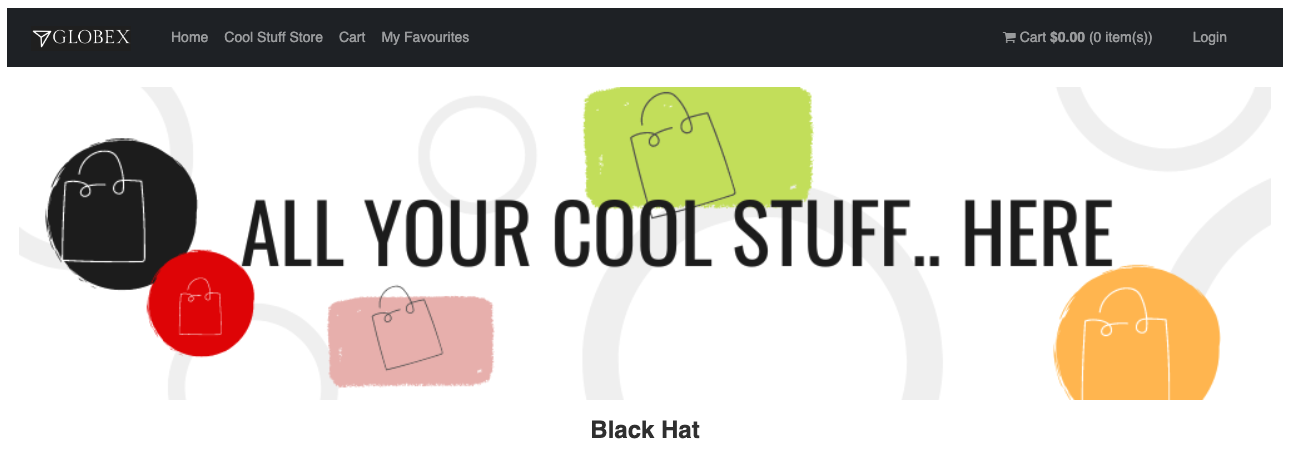 GLOBEX Home Cool Stuff Store Cart My Favourites Cart $0.00 (0 item(s)) Login
ALL YOUR COOL STUFF.. HERE
Black Hat